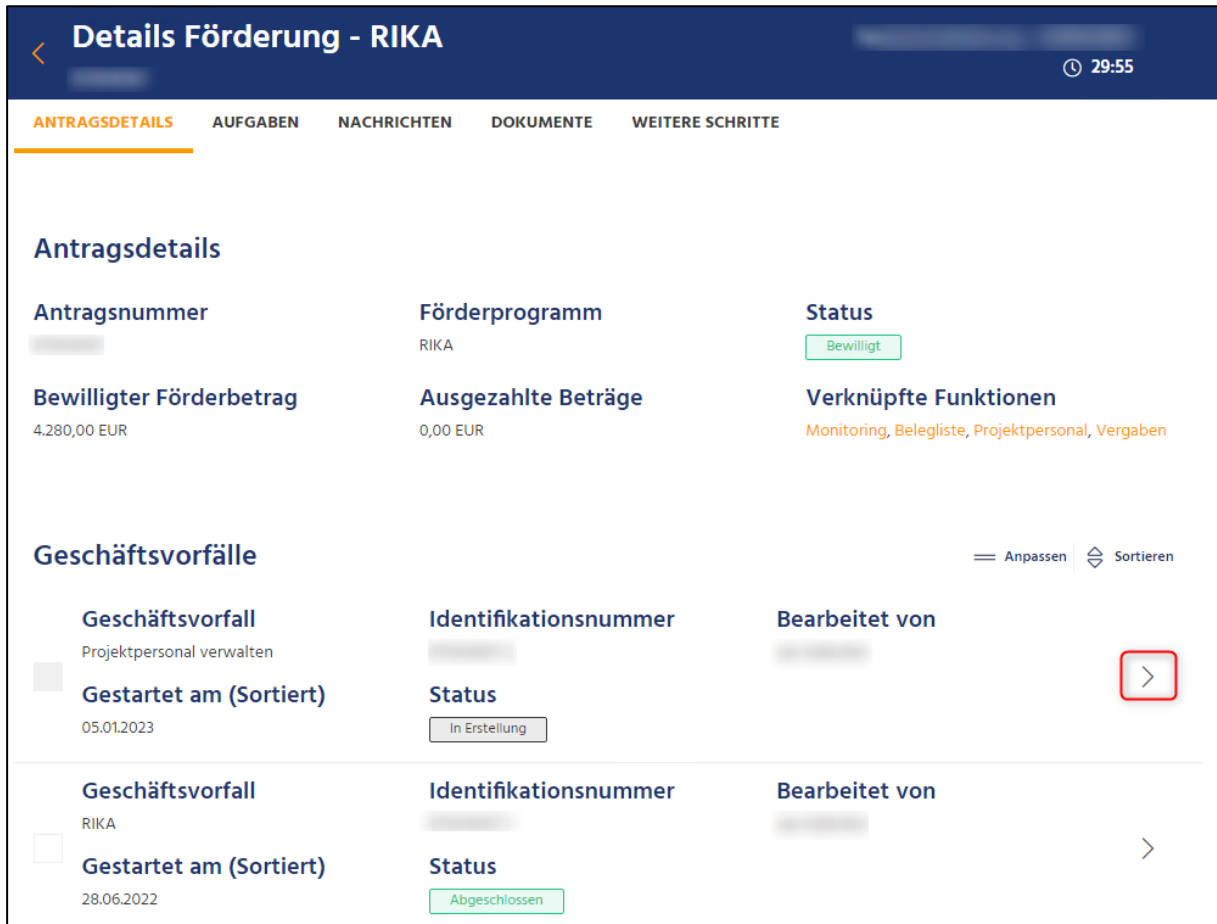 Details Förderung - RIKA
29:55
ANTRAGSDETAILS AUFGABEN NACHRICHTEN DOKUMENTE WEITERE SCHRITTE
Antragsdetails
Antragsnummer Förderprogramm Status
RIKA Bewilligt
Bewilligter Förderbetrag Ausgezahlte Beträge Verknüpfte Funktionen
4.280,00 EUR 0,00 EUR Monitoring, Belegliste, Projektpersonal, Vergaben
Geschäftsvorfälle Anpassen Sortieren
Geschäftsvorfall Identifikationsnummer Bearbeitet von
Projektpersonal verwalten
Gestartet am (Sortiert) Status
05.01.2023 In Erstellung
Geschäftsvorfall Identifikationsnummer Bearbeitet von
RIKA
Gestartet am (Sortiert) Status
28.06.2022 Abgeschlossen